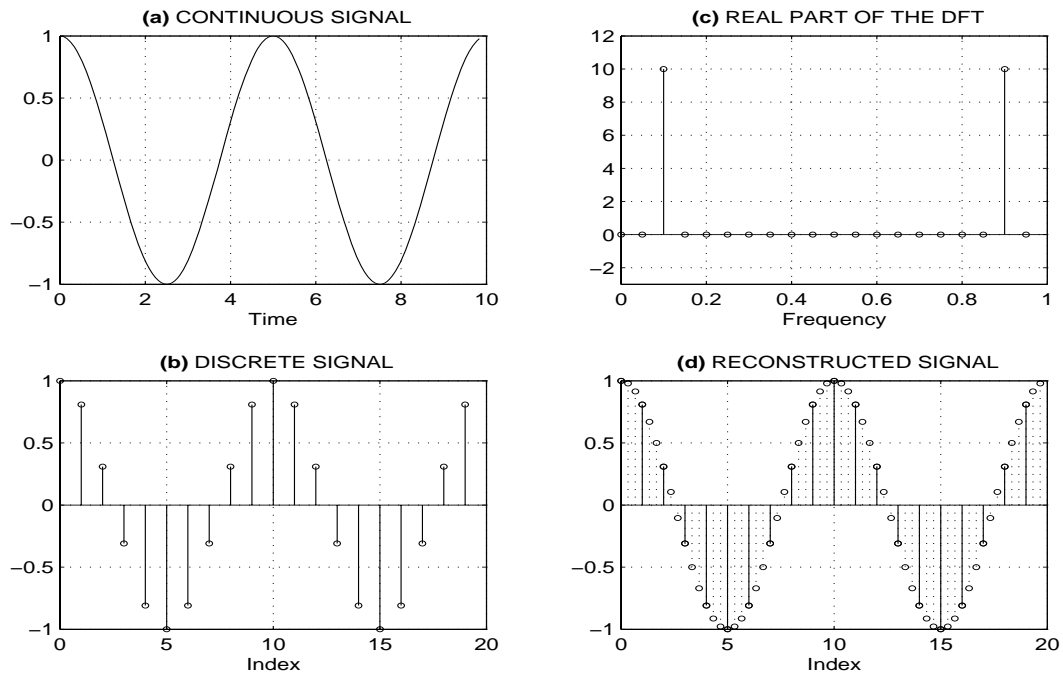 (a) CONTINUOUS SIGNAL
1
0.5
0
−0.5
−1
0 2 4 6 8 10
Time
(c) REAL PART OF THE DFT
12
10
8
6
4
2
0
−2
0 0.2 0.4 0.6 0.8 1
Frequency
(b) DISCRETE SIGNAL
1
0.5
0
−0.5
−1
0 5 10 15 20
Index
(d) RECONSTRUCTED SIGNAL
1
0.5
0
−0.5
−1
0 5 10 15 20
Index